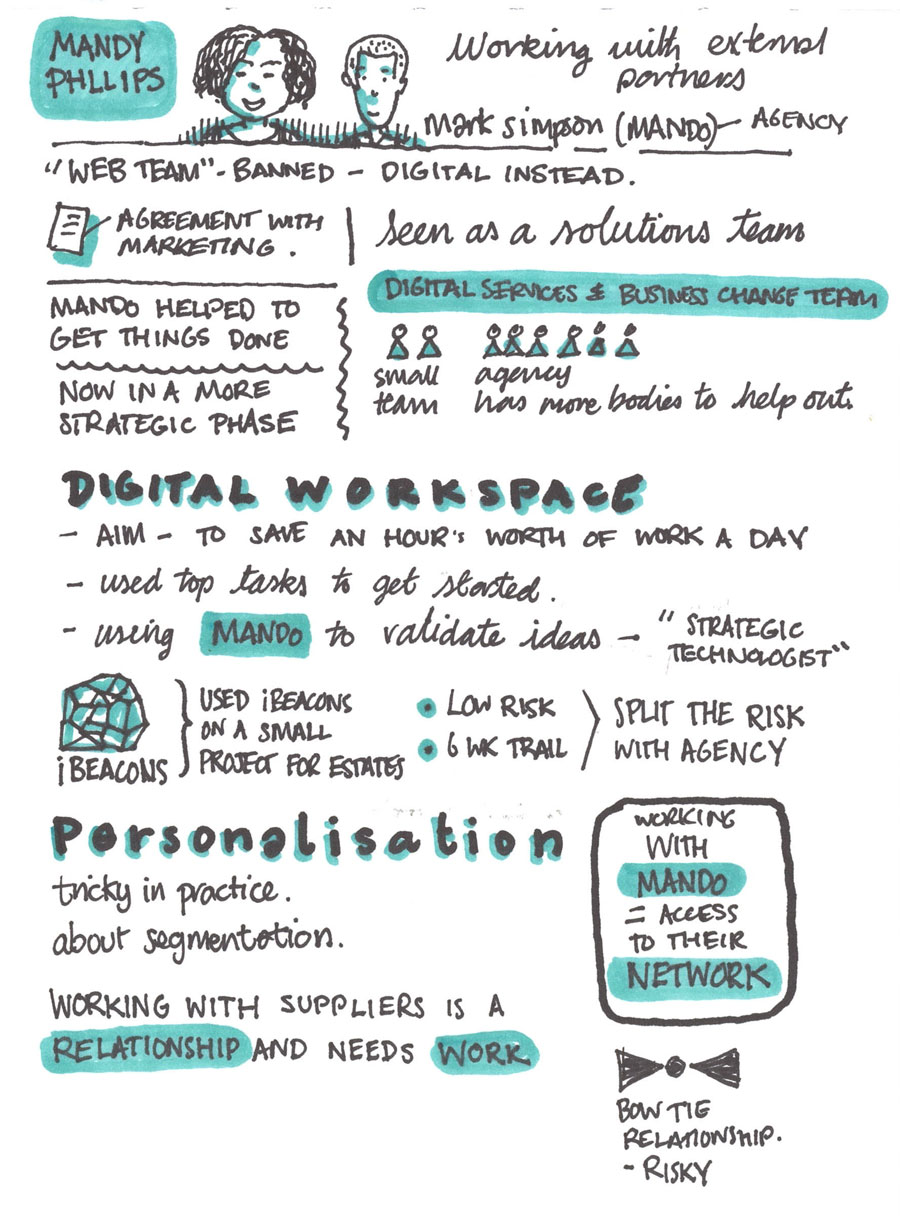 MANDY
PHLLIPS
Working with external
partners
Mark Simpson (MANDO) - AGENCY
"WEB TEAM" - BANNED - DIGITAL INSTEAD.
AGREEMENT WITH
MARKETING.
Seen as a solutions team
DIGITAL SERVICES & BUSINESS CHANGE TEAM
MANDO HELPED TO
GET THINGS DONE
NOW IN A MORE
STRATEGIC PHASE
small
team
agency
has more bodies to help out.
DIGITAL WORKSPACE
- AIM - TO SAVE AN HOUR'S WORTH OF WORK A DAY
- used top tasks to get started.
- using MANDO to validate ideas - "STRATEGIC
TECHNOLOGIST"
iBEACONS
USED iBEACONS
ON A SMALL
PROJECT FOR ESTATES
• LOW RISK
• 6 WK TRAIL
SPLIT THE RISK
WITH AGENCY
Personalisation
tricky in practice.
about segmentation.
WORKING WITH SUPPLIERS IS A
RELATIONSHIP AND NEEDS WORK
WORKING
WITH
MANDO
= ACCESS
TO THEIR
NETWORK
BOW TIE
RELATIONSHIP.
- RISKY